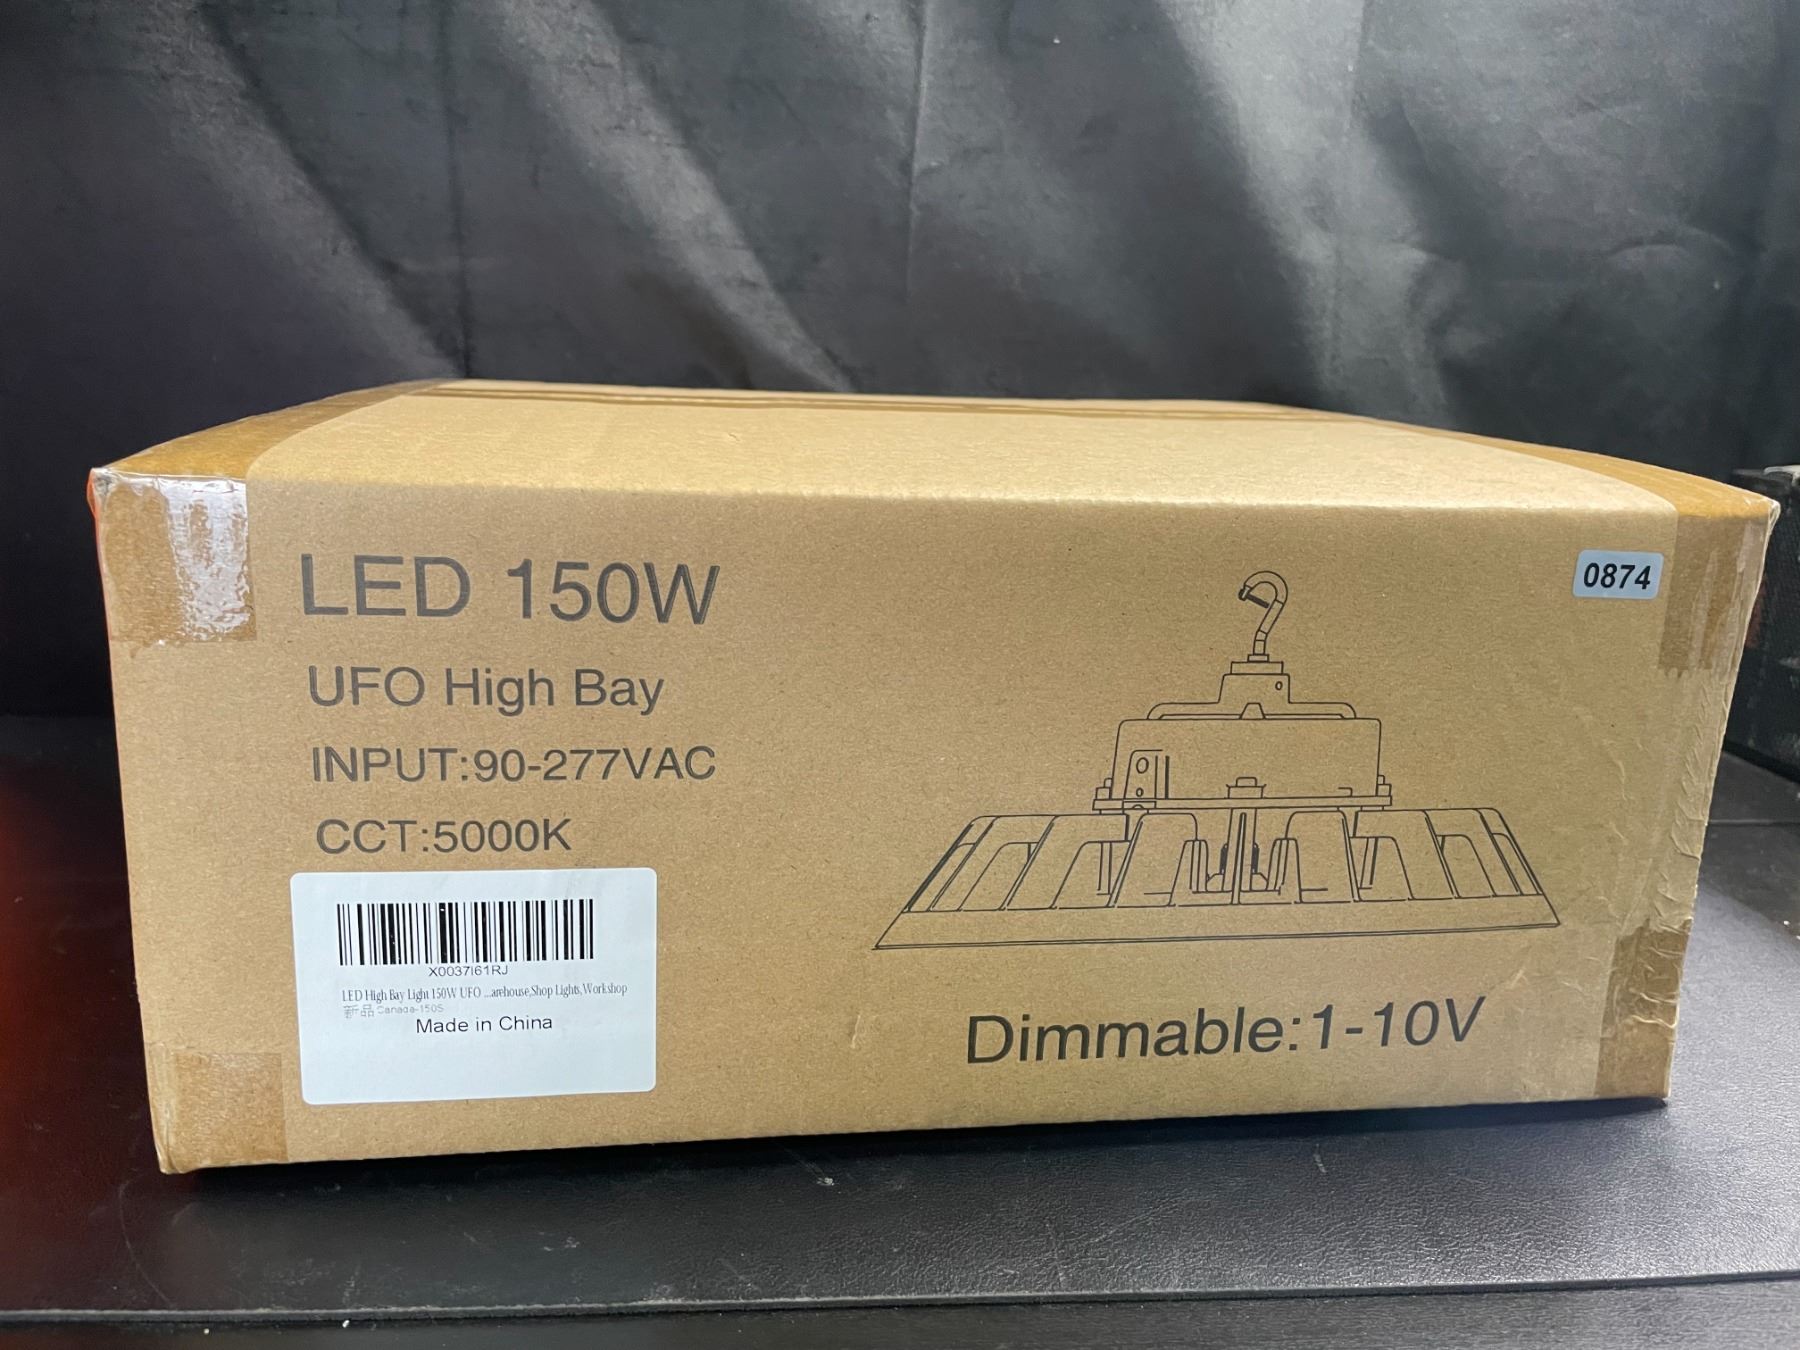 LED 150W
UFO High Bay
INPUT:90-277VAC
CCT:5000K
0874
X0037I61RJ
LED High Bay Light 150W UFO ...arehouse,Shop Lights,Workshop
新品 Canada-150S
Made in China
Dimmable:1-10V